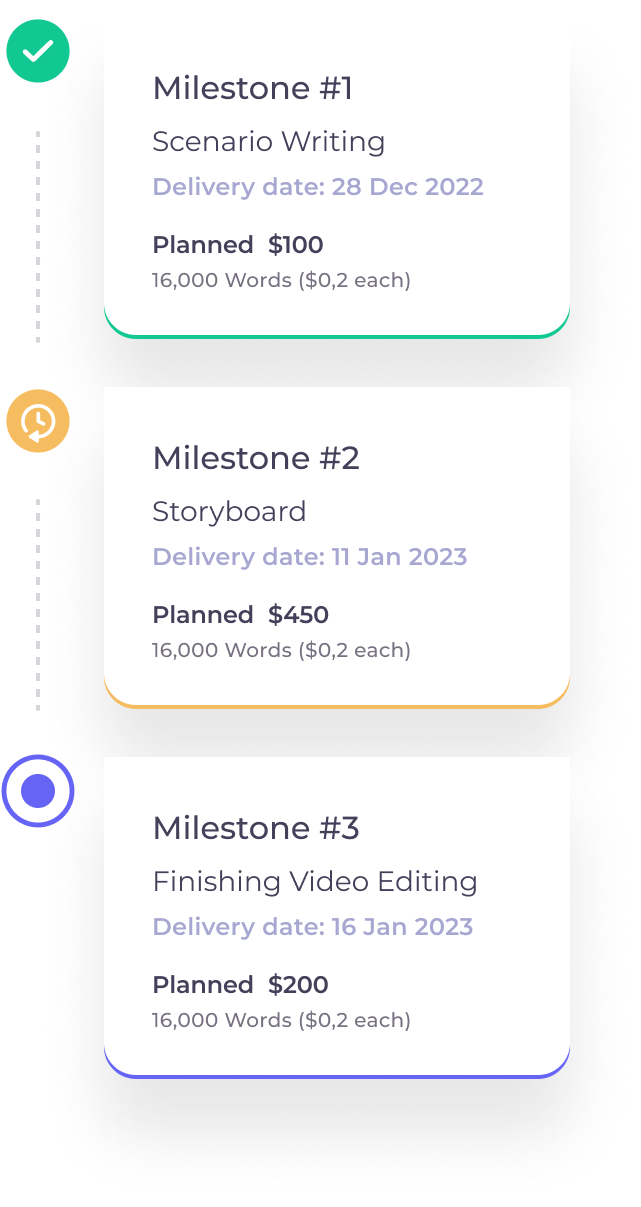 Milestone #1
Scenario Writing
Delivery date: 28 Dec 2022
Planned $100
16,000 Words ($0,2 each)
Milestone #2
Storyboard
Delivery date: 11 Jan 2023
Planned $450
16,000 Words ($0,2 each)
Milestone #3
Finishing Video Editing
Delivery date: 16 Jan 2023
Planned $200
16,000 Words ($0,2 each)